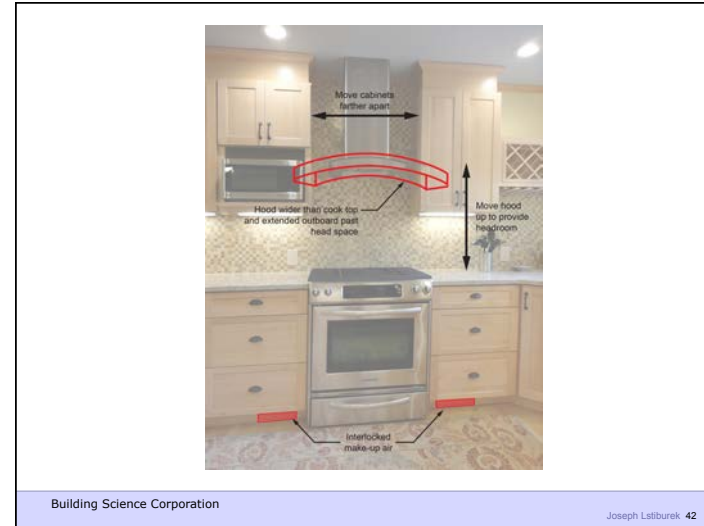 Move cabinets
farther apart
Hood wider than cook top
and extended outboard past
head space
Move hood
up to provide
headroom
Interlocked
make-up air
Building Science Corporation
Joseph Lstiburek 42